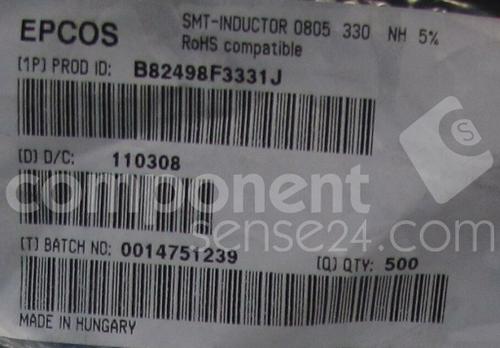 EPCOS
SMT-INDUCTOR 0805 330 NH 5%
RoHS compatible
[1P] PROD ID: B82498F3331J
[D] D/C: 110308
component
sense24.com
[T] BATCH NO: 0014751239
[Q] QTY: 500
MADE IN HUNGARY